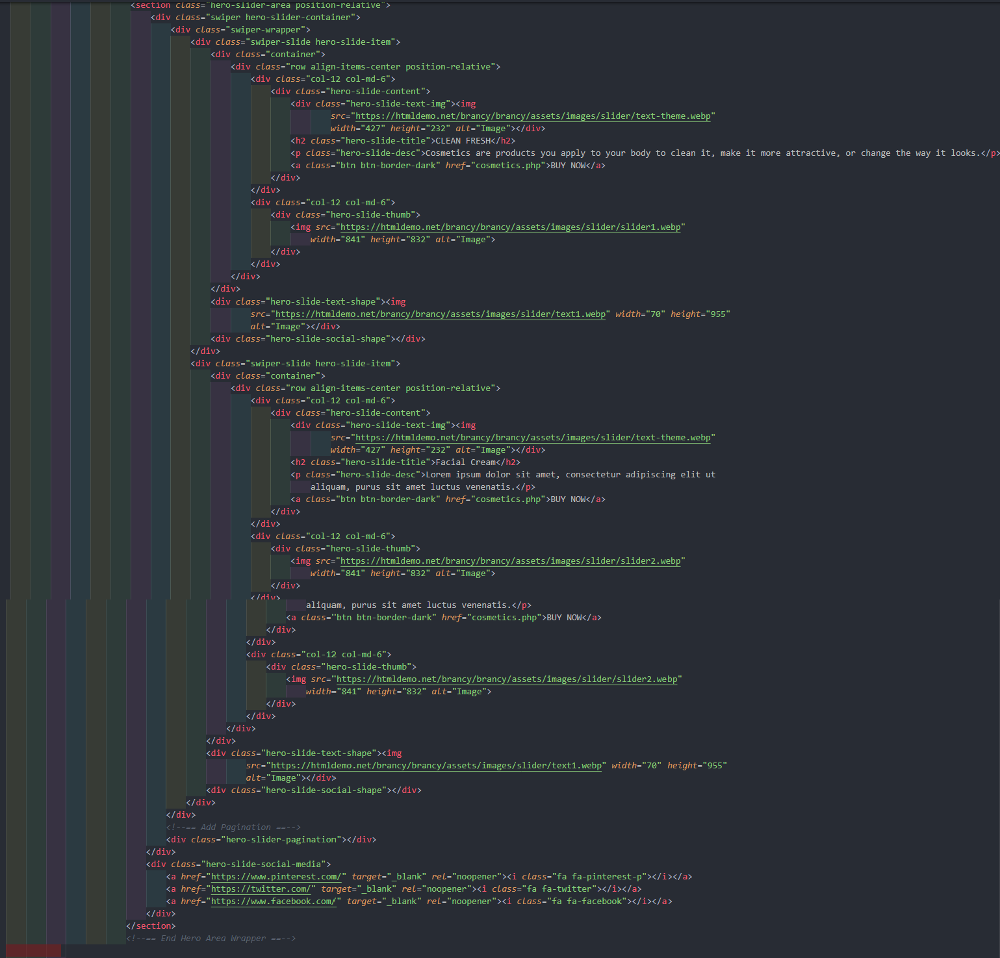 <section class="hero-slider-area position-relative">
<div class="swiper hero-slider-container">
<div class="swiper-wrapper">
<div class="swiper-slide hero-slide-item">
<div class="container">
<div class="row align-items-center position-relative">
<div class="col-12 col-md-6">
<div class="hero-slide-content">
<div class="hero-slide-text-img"><img
src="https://htmldemo.net/brancy/brancy/assets/images/slider/text-theme.webp"
width="427" height="232" alt="Image"></div>
<h2 class="hero-slide-title">CLEAN FRESH</h2>
<p class="hero-slide-desc">Cosmetics are products you apply to your body to clean it, make it more attractive, or change the way it looks.</p>
<a class="btn btn-border-dark" href="cosmetics.php">BUY NOW</a>
</div>
</div>
<div class="col-12 col-md-6">
<div class="hero-slide-thumb">
<img src="https://htmldemo.net/brancy/brancy/assets/images/slider/slider1.webp"
width="841" height="832" alt="Image">
</div>
</div>
</div>
</div>
<div class="hero-slide-text-shape"><img
src="https://htmldemo.net/brancy/brancy/assets/images/slider/text1.webp" width="70" height="955"
alt="Image"></div>
<div class="hero-slide-social-shape"></div>
</div>
<div class="swiper-slide hero-slide-item">
<div class="container">
<div class="row align-items-center position-relative">
<div class="col-12 col-md-6">
<div class="hero-slide-content">
<div class="hero-slide-text-img"><img
src="https://htmldemo.net/brancy/brancy/assets/images/slider/text-theme.webp"
width="427" height="232" alt="Image"></div>
<h2 class="hero-slide-title">Facial Cream</h2>
<p class="hero-slide-desc">Lorem ipsum dolor sit amet, consectetur adipiscing elit ut
aliquam, purus sit amet luctus venenatis.</p>
<a class="btn btn-border-dark" href="cosmetics.php">BUY NOW</a>
</div>
</div>
<div class="col-12 col-md-6">
<div class="hero-slide-thumb">
<img src="https://htmldemo.net/brancy/brancy/assets/images/slider/slider2.webp"
width="841" height="832" alt="Image">
</div>
</div>
aliquam, purus sit amet luctus venenatis.</p>
<a class="btn btn-border-dark" href="cosmetics.php">BUY NOW</a>
</div>
</div>
<div class="col-12 col-md-6">
<div class="hero-slide-thumb">
<img src="https://htmldemo.net/brancy/brancy/assets/images/slider/slider2.webp"
width="841" height="832" alt="Image">
</div>
</div>
</div>
</div>
<div class="hero-slide-text-shape"><img
src="https://htmldemo.net/brancy/brancy/assets/images/slider/text1.webp" width="70" height="955"
alt="Image"></div>
<div class="hero-slide-social-shape"></div>
</div>
</div>
<!--== Add Pagination ==-->
<div class="hero-slider-pagination"></div>
</div>
<div class="hero-slide-social-media">
<a href="https://www.pinterest.com/" target="_blank" rel="noopener"><i class="fa fa-pinterest-p"></i></a>
<a href="https://twitter.com/" target="_blank" rel="noopener"><i class="fa fa-twitter"></i></a>
<a href="https://www.facebook.com/" target="_blank" rel="noopener"><i class="fa fa-facebook"></i></a>
</div>
</section>
<!--== End Hero Area Wrapper ==-->